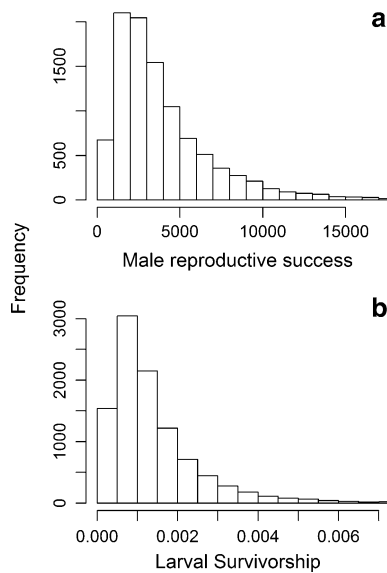 a
1500
500
0
0 5000 10000 15000
Male reproductive success
Frequency
b
3000
2000
1000
0
0.000 0.002 0.004 0.006
Larval Survivorship